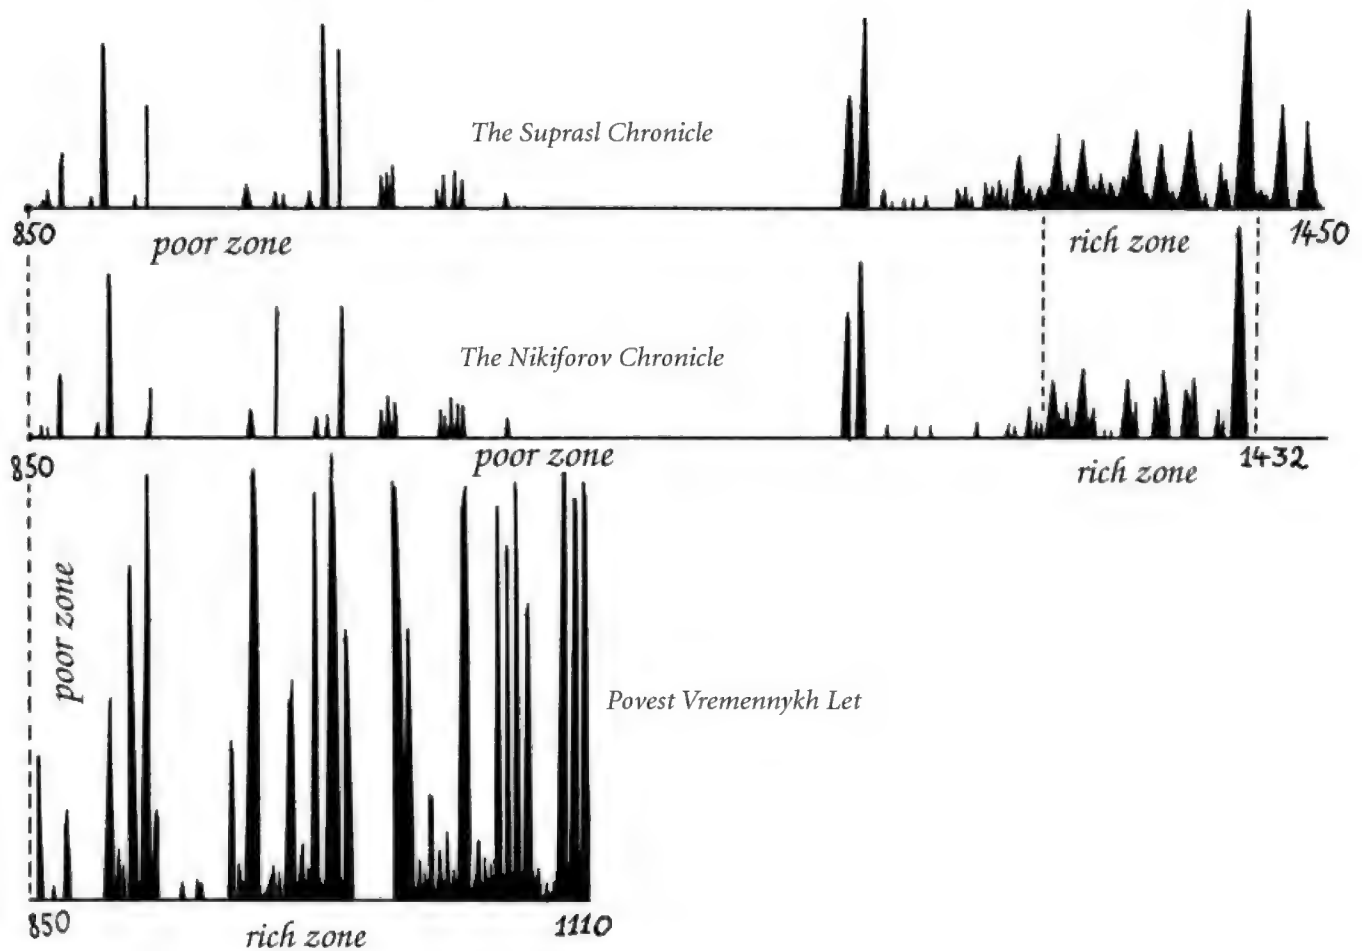 The Suprasl Chronicle
850
poor zone
rich zone
1450
The Nikiforov Chronicle
850
poor zone
rich zone
1432
poor zone
Povest Vremennykh Let
850
rich zone
1110